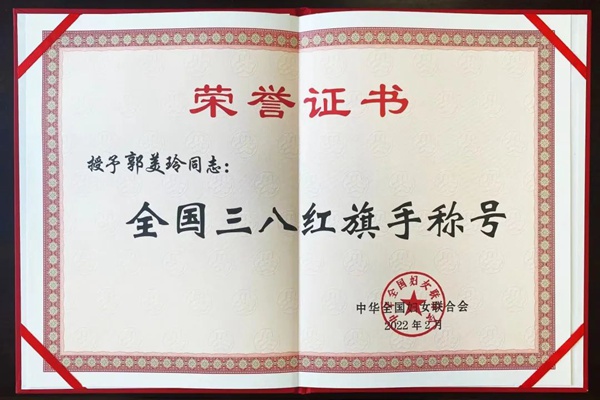 荣誉证书
授予郭美玲同志：
全国三八红旗手称号
中华全国妇女联合会
2022年2月